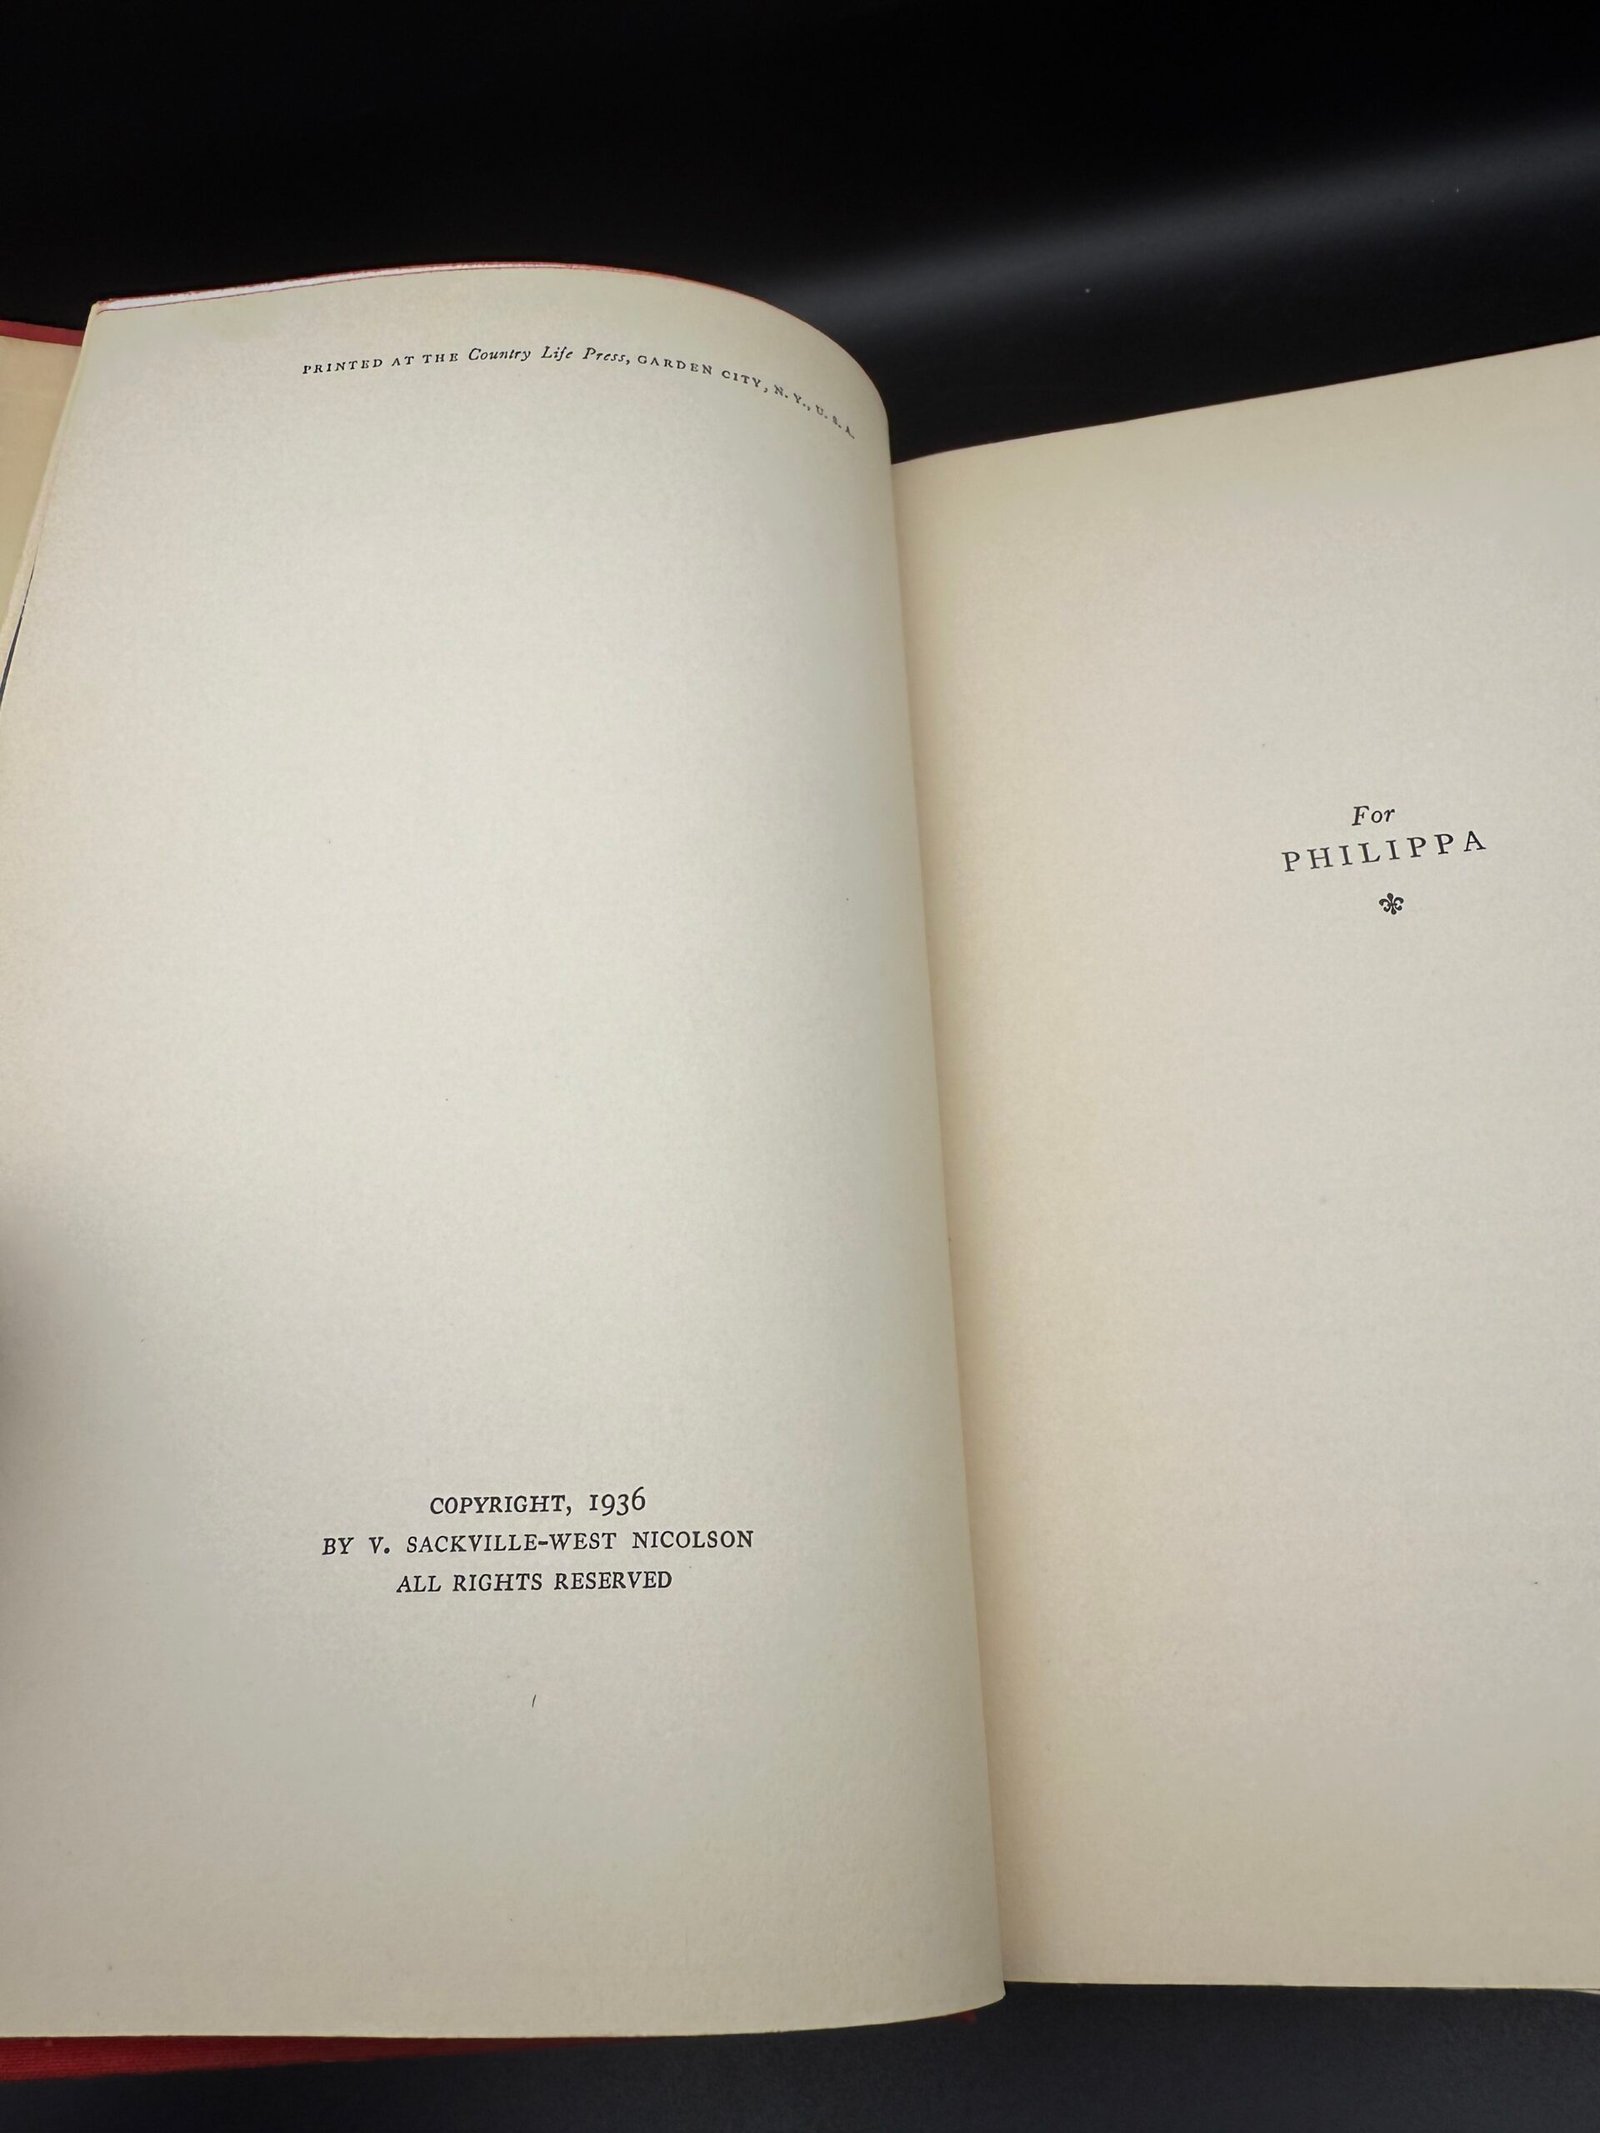 PRINTED AT THE Country Life Press, GARDEN CITY, N. Y., U. S. A.
COPYRIGHT, 1936
BY V. SACKVILLE-WEST NICOLSON
ALL RIGHTS RESERVED
For
PHILIPPA